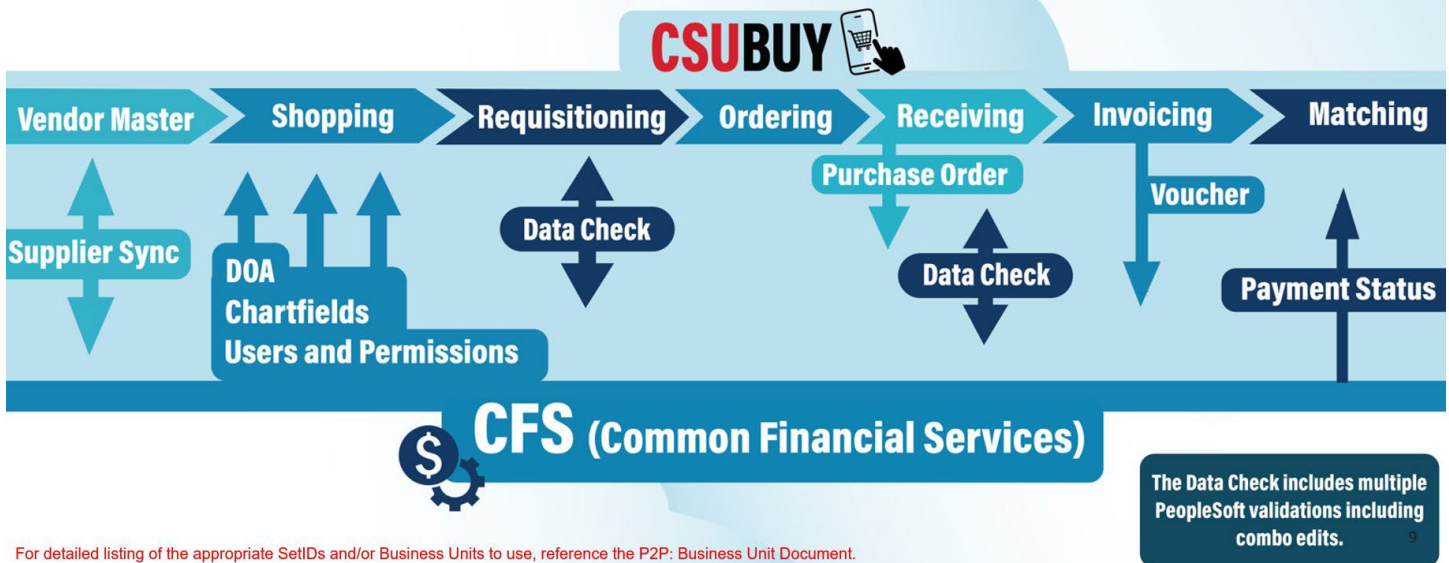 CSUBUY
Vendor Master
Shopping
Requisitioning
Ordering
Receiving
Invoicing
Matching
Purchase Order
Voucher
Data Check
Supplier Sync
DOA
Chartfields
Users and Permissions
Data Check
Payment Status
$
CFS (Common Financial Services)
The Data Check includes multiple
PeopleSoft validations including
combo edits.
9
For detailed listing of the appropriate SetIDs and/or Business Units to use, reference the P2P: Business Unit Document.